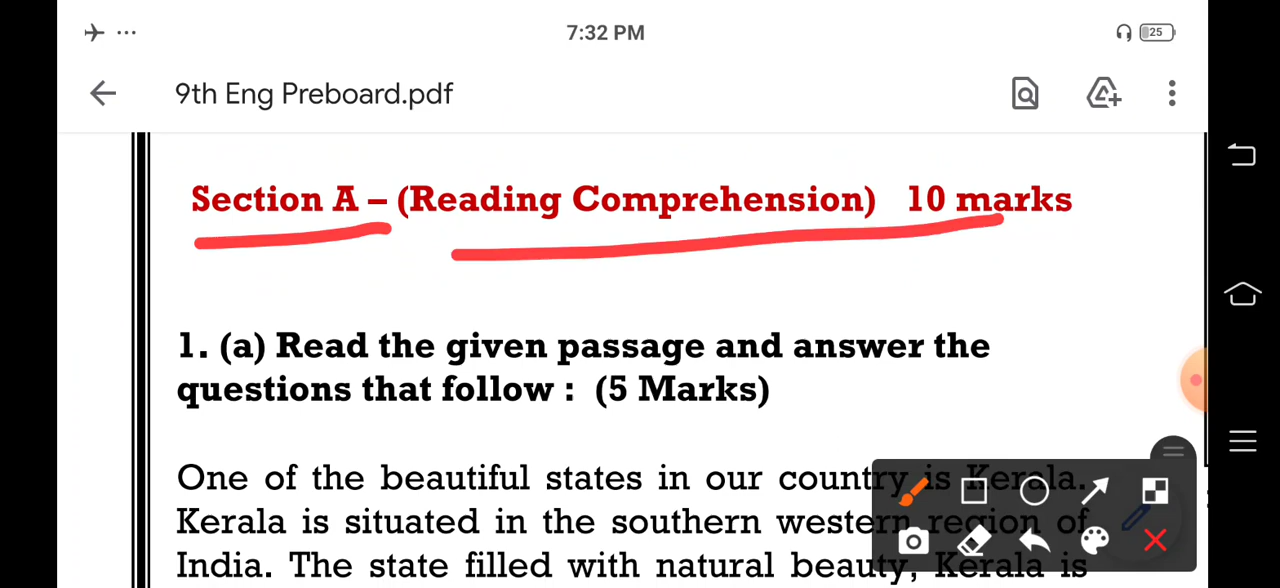 7:32 PM
25
9th Eng Preboard.pdf
Section A – (Reading Comprehension) 10 marks
1. (a) Read the given passage and answer the
questions that follow : (5 Marks)
One of the beautiful states in our country is Kerala.
Kerala is situated in the southern western region of
India. The state filled with natural beauty, Kerala is